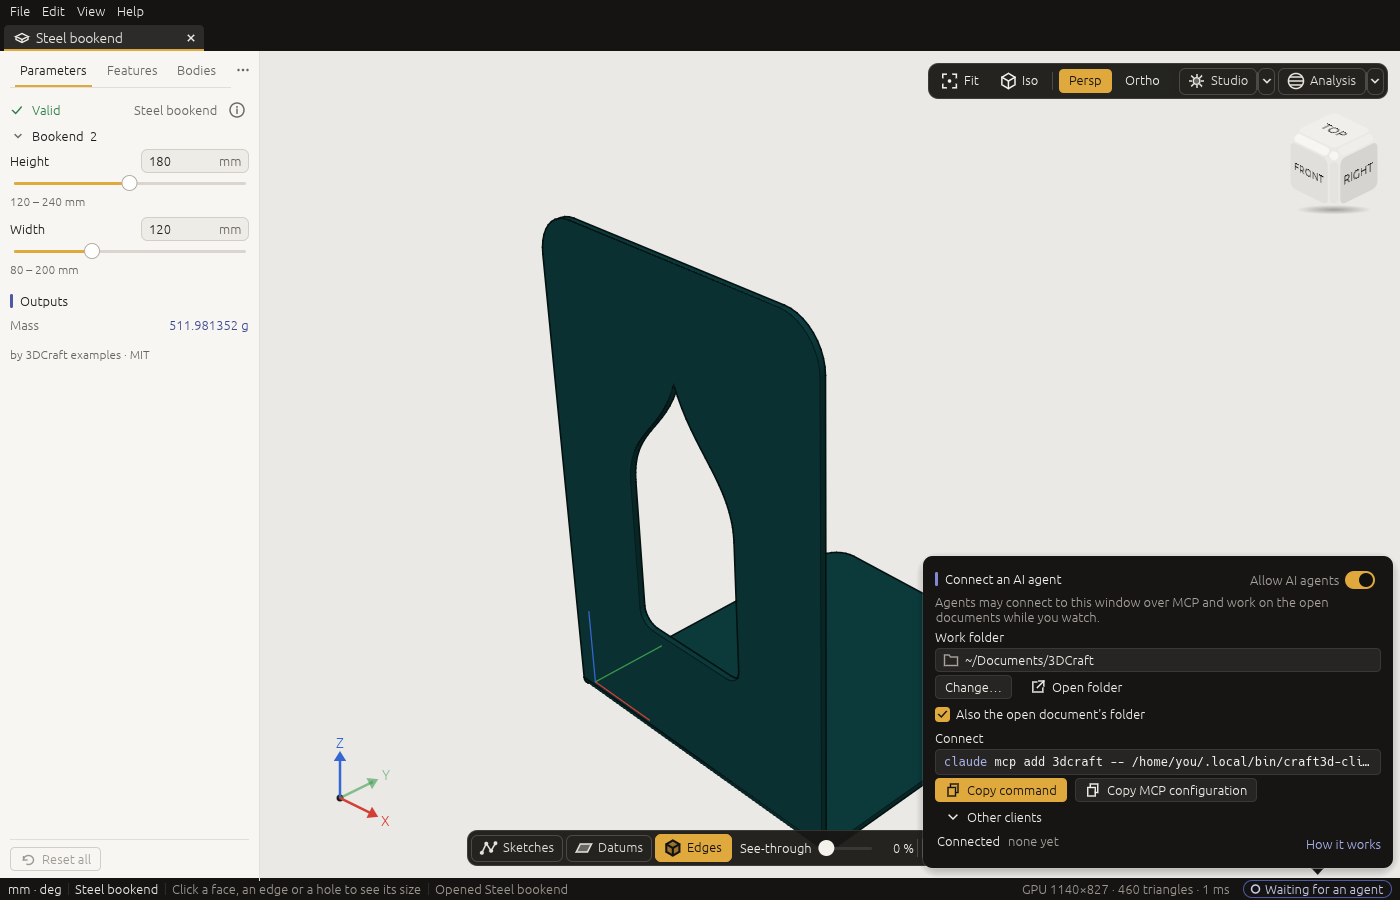 File Edit View Help
Steel bookend
Parameters Features Bodies
Valid Steel bookend
Bookend 2
Height 180 mm
120 – 240 mm
Width 120 mm
80 – 200 mm
Outputs
Mass 511.981352 g
by 3DCraft examples · MIT
Reset all
Fit Iso Persp Ortho Studio Analysis
TOP
FRONT RIGHT
Z
Y
X
Sketches Datums Edges See-through 0 %
Connect an AI agent Allow AI agents
Agents may connect to this window over MCP and work on the open
documents while you watch.
Work folder
~/Documents/3DCraft
Change… Open folder
Also the open document's folder
Connect
claude mcp add 3dcraft -- /home/you/.local/bin/craft3d-cli…
Copy command Copy MCP configuration
Other clients
Connected none yet How it works
mm · deg Steel bookend Click a face, an edge or a hole to see its size Opened Steel bookend GPU 1140×827 · 460 triangles · 1 ms Waiting for an agent